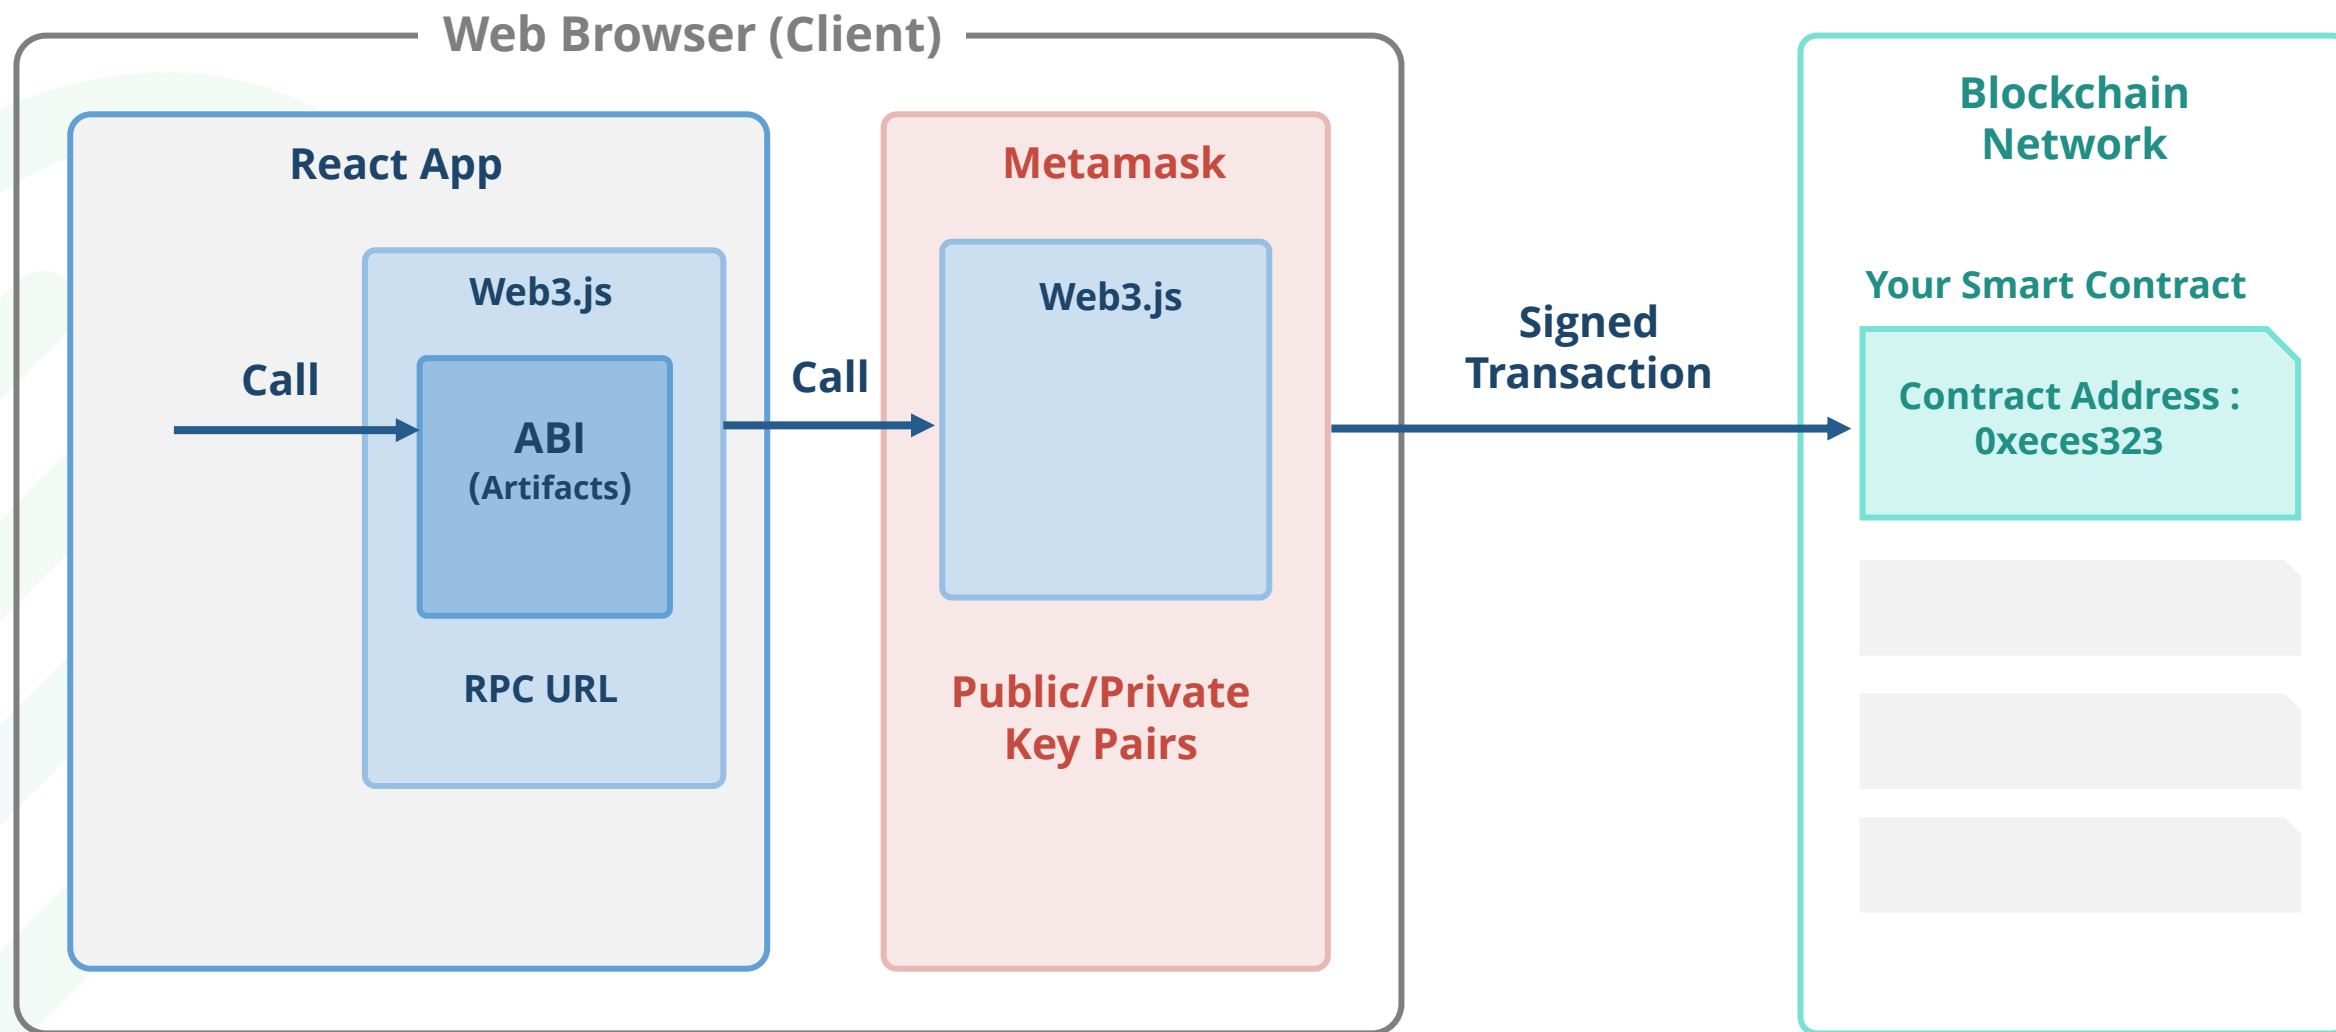 Web Browser (Client)
React App
Web3.js
Call
ABI
(Artifacts)
RPC URL
Call
Metamask
Web3.js
Public/Private
Key Pairs
Signed
Transaction
Blockchain
Network
Your Smart Contract
Contract Address :
0xeces323